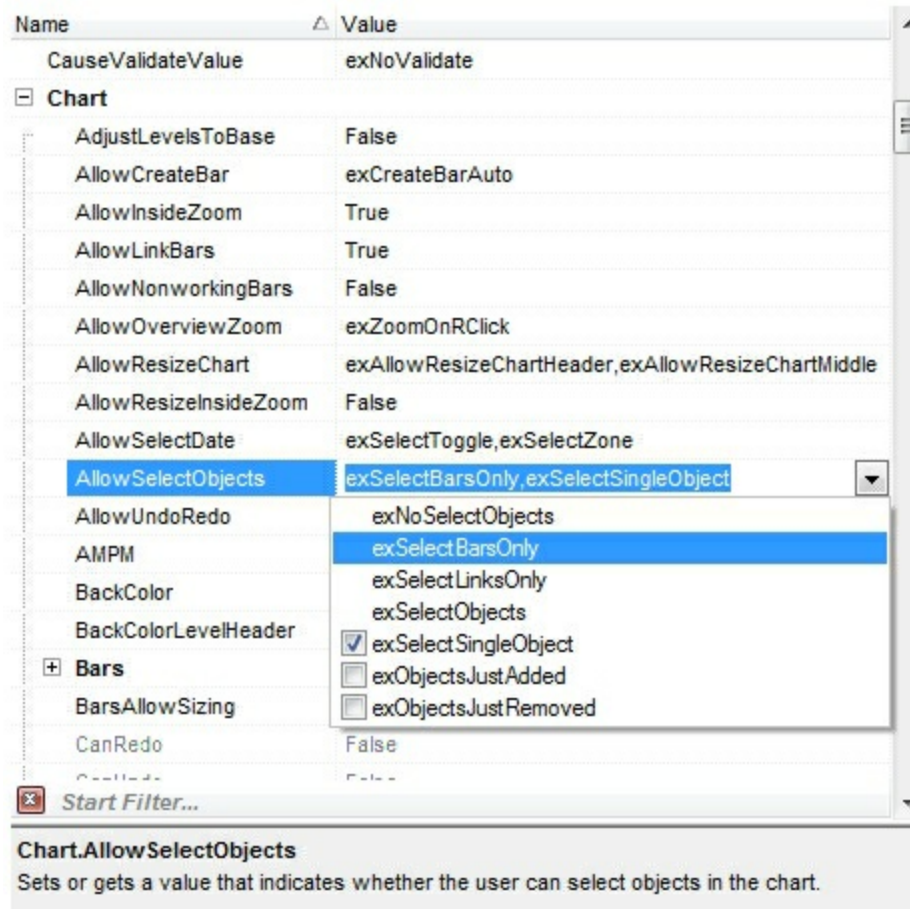 Name Value
CauseValidateValue exNoValidate
Chart
AdjustLevelsToBase False
AllowCreateBar exCreateBarAuto
AllowInsideZoom True
AllowLinkBars True
AllowNonworkingBars False
AllowOverviewZoom exZoomOnRClick
AllowResizeChart exAllowResizeChartHeader,exAllowResizeChartMiddle
AllowResizeInsideZoom False
AllowSelectDate exSelectToggle,exSelectZone
AllowSelectObjects exSelectBarsOnly,exSelectSingleObject
AllowUndoRedo
exNoSelectObjects
AMPM
exSelectBarsOnly
BackColor
exSelectLinksOnly
exSelectObjects
BackColorLevelHeader
exSelectSingleObject
Bars
exObjectsJustAdded
BarsAllowSizing
exObjectsJustRemoved
CanRedo False
Start Filter...
Chart.AllowSelectObjects
Sets or gets a value that indicates whether the user can select objects in the chart.